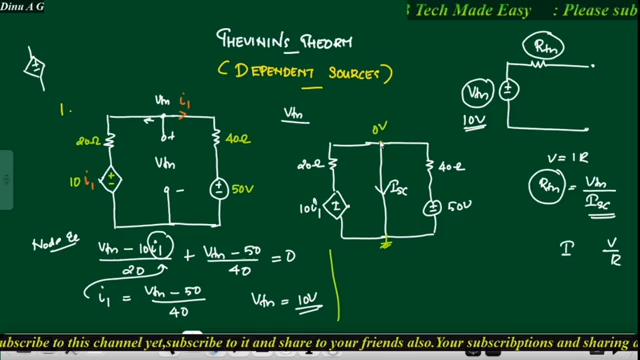 Dinu A G
3 Tech Made Easy : Please sub
THEVININ'S THEOREM
(DEPENDENT SOURCES)
1.
Vth i1
20Ω
10 i1
Vth
+
-
40Ω
50V
Vth
0V
20Ω
10i1
Isc
40Ω
50V
Rth
Vth
10V
V = IR
Rth = Vth / Isc
I V/R
Node Eq
(Vth - 10i1)/20 + (Vth - 50)/40 = 0
i1 = (Vth - 50)/40
Vth = 10V
subscribe to this channel yet,subscribe to it and share to your friends also.Your subscribptions and sharing a